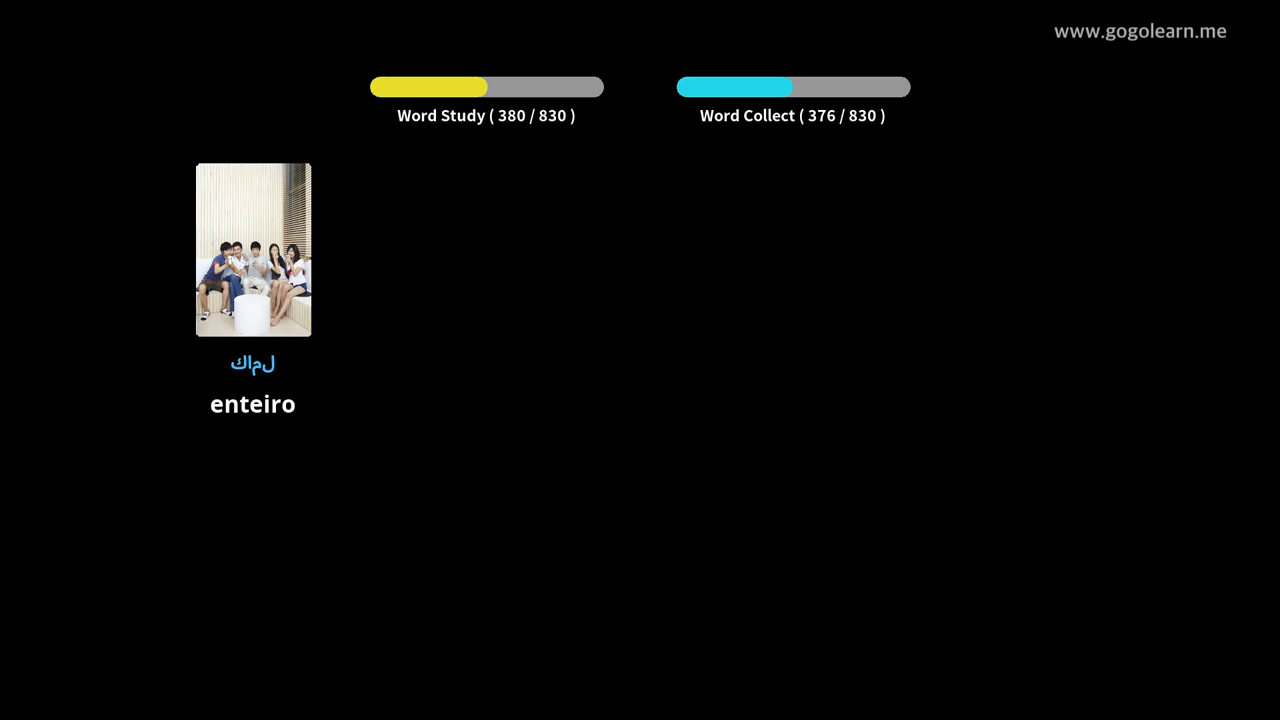 www.gogolearn.me
Word Study ( 380 / 830 )
Word Collect ( 376 / 830 )
كامل
enteiro